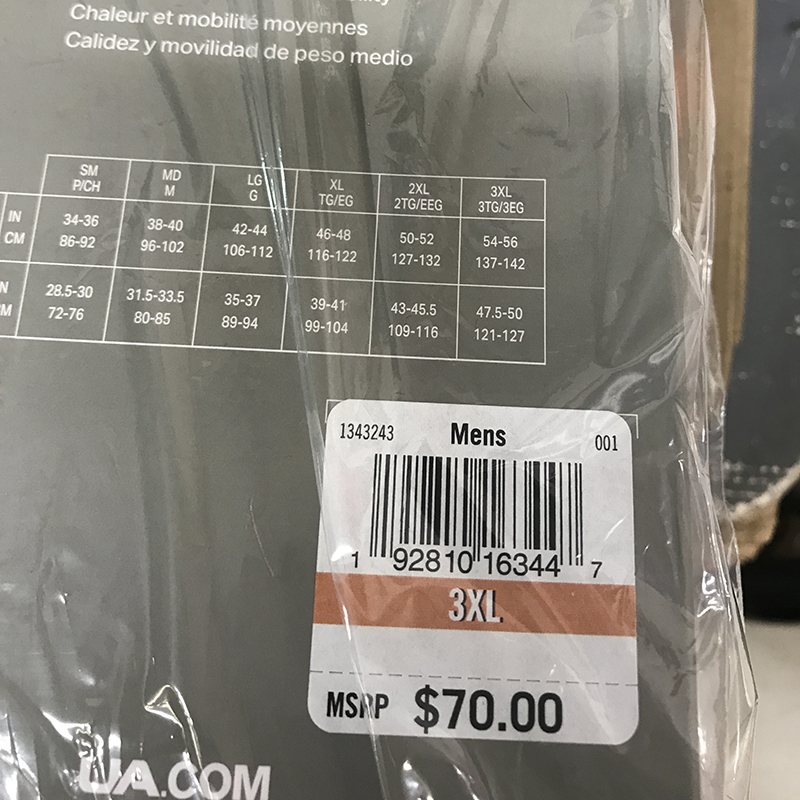 Chaleur et mobilité moyennes
Calidez y movilidad de peso medio
SM MD LG XL 2XL 3XL
P/CH M G TG/EG 2TG/EEG 3TG/3EG
IN 34-36 38-40 42-44 46-48 50-52 54-56
CM 86-92 96-102 106-112 116-122 127-132 137-142
N 28.5-30 31.5-33.5 35-37 39-41 43-45.5 47.5-50
M 72-76 80-85 89-94 99-104 109-116 121-127
1343243 Mens 001
1 92810 16344 7
3XL
MSRP $70.00
UA.COM